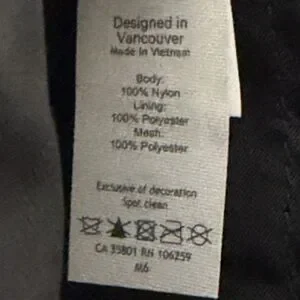 Designed in
Vancouver
Made in Vietnam
Body:
100% Nylon
Lining:
100% Polyester
Mesh:
100% Polyester
Exclusive of decoration
Spot clean
CA 35801 RN 106259
M6